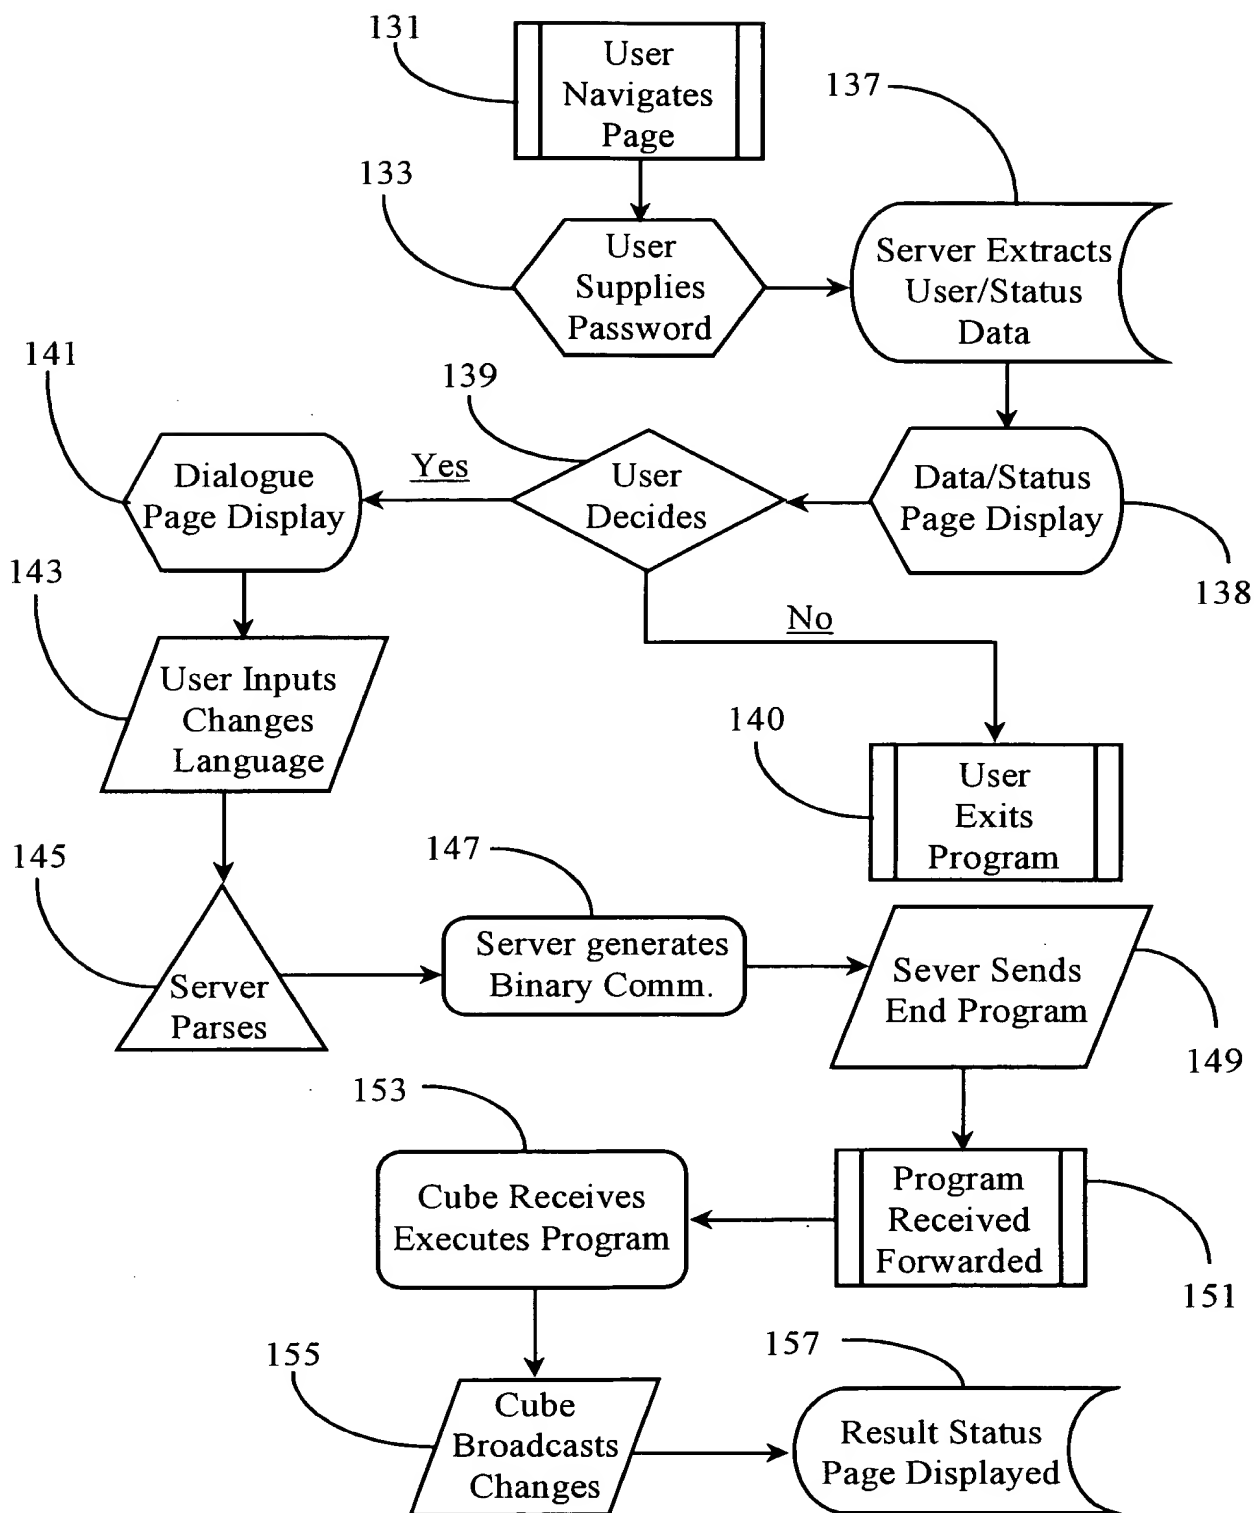 131
User
Navigates
Page
137
133
User
Supplies
Password
Server Extracts
User/Status
Data
141
139
Dialogue
Page Display
Yes
User
Decides
Data/Status
Page Display
138
143
No
User Inputs
Changes
Language
140
User
Exits
Program
145
147
Server
Parses
Server generates
Binary Comm.
Sever Sends
End Program
149
153
Cube Receives
Executes Program
Program
Received
Forwarded
151
155
157
Cube
Broadcasts
Changes
Result Status
Page Displayed